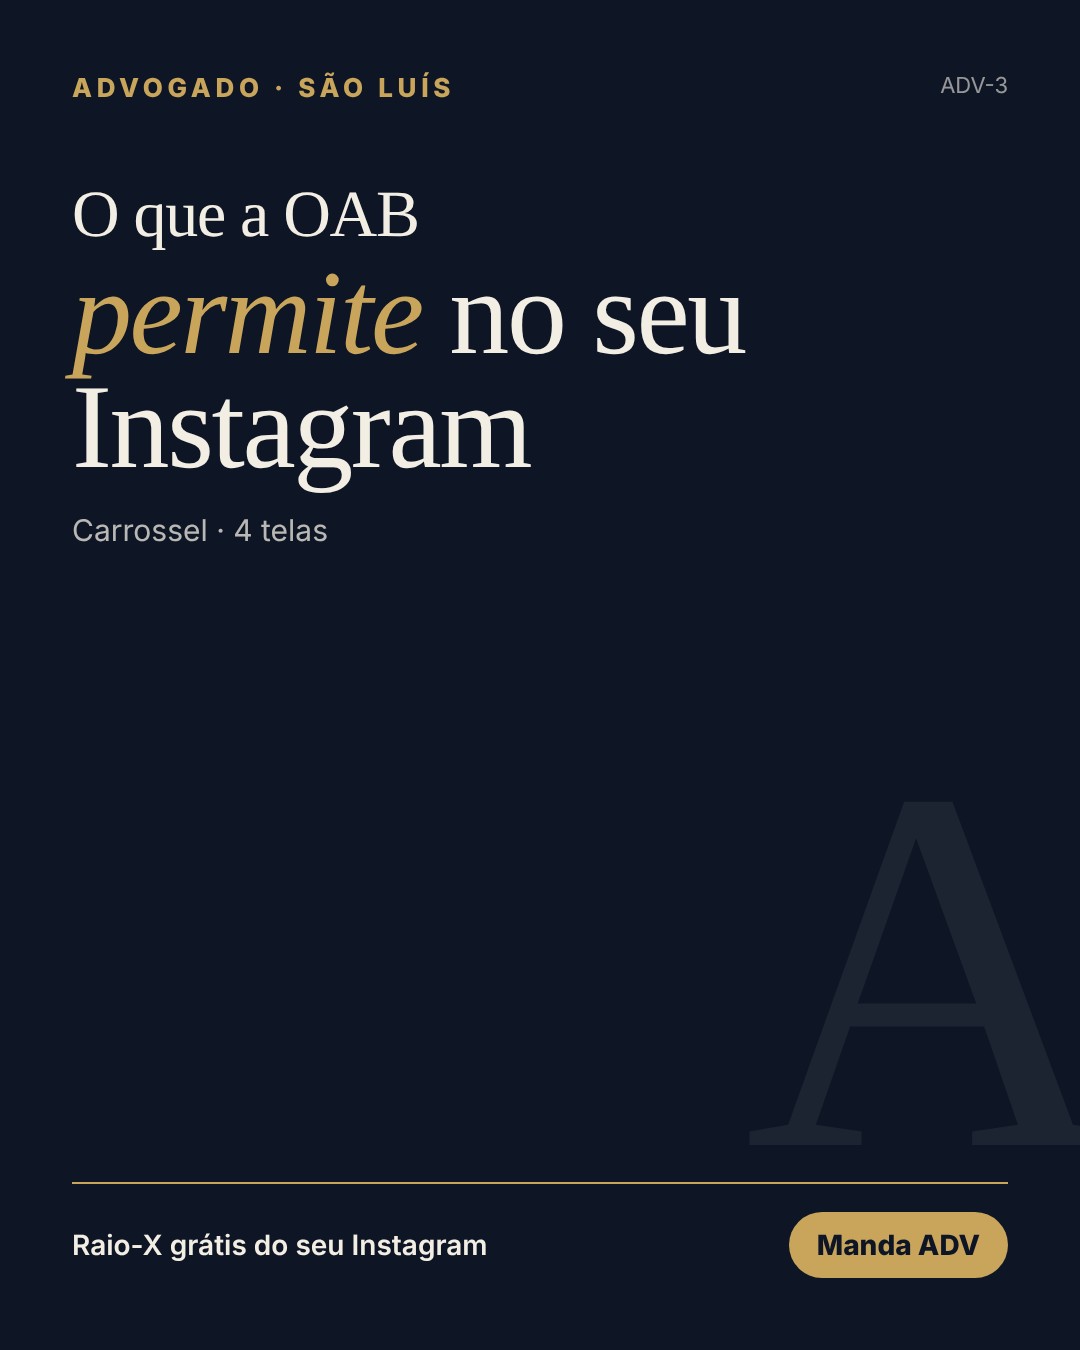 ADVOGADO · SÃO LUÍS
ADV-3
O que a OAB
permite no seu
Instagram
Carrossel · 4 telas
A
Raio-X grátis do seu Instagram
Manda ADV